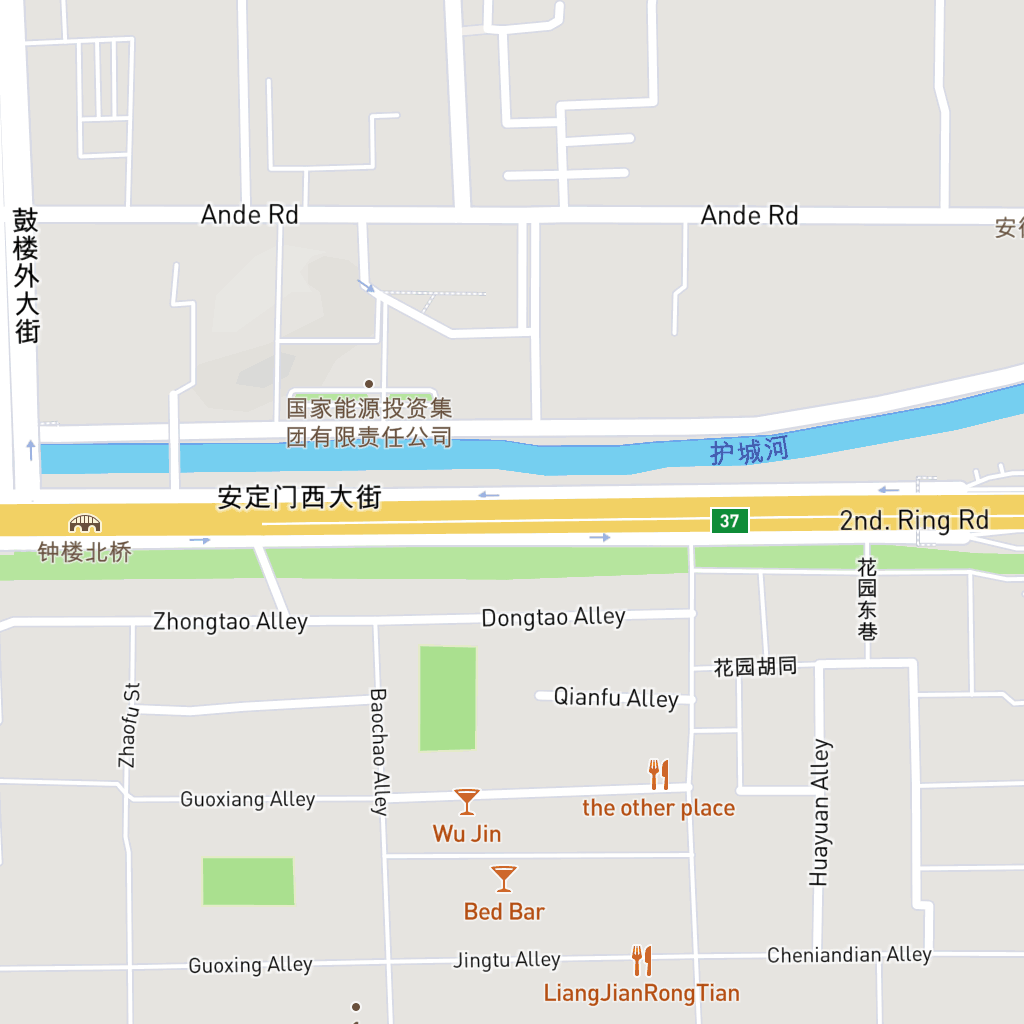 Ande Rd
Ande Rd
鼓楼外大街
国家能源投资集
团有限责任公司
护城河
安定门西大街
37
2nd. Ring Rd
钟楼北桥
花园东巷
Zhongtao Alley
Dongtao Alley
花园胡同
Zhaofu St
Baochao Alley
Qianfu Alley
Huayuan Alley
Guoxiang Alley
the other place
Wu Jin
Bed Bar
Guoxing Alley
Jingtu Alley
Cheniandian Alley
LiangJianRongTian